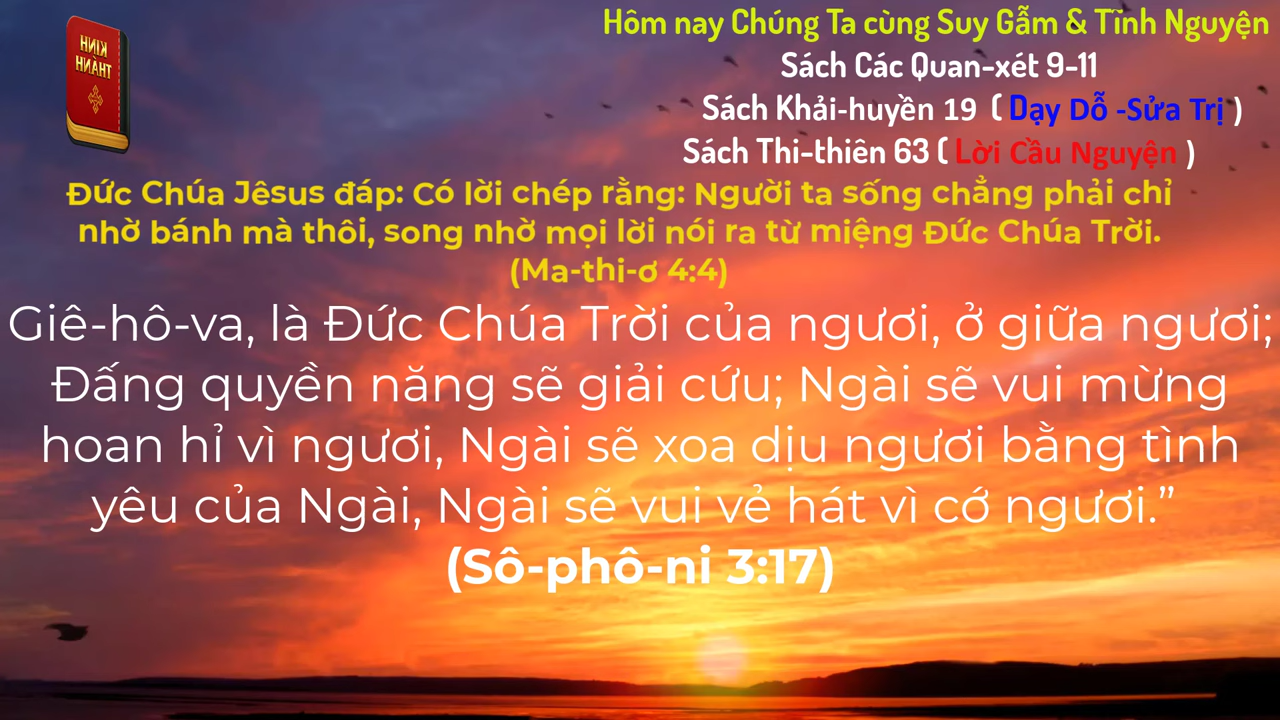 KINH
THÁNH
Hôm nay Chúng Ta cùng Suy Gẫm & Tĩnh Nguyện
Sách Các Quan-xét 9-11
Sách Khải-huyền 19 ( Dạy Dỗ -Sửa Trị )
Sách Thi-thiên 63 ( Lời Cầu Nguyện )
Đức Chúa Jêsus đáp: Có lời chép rằng: Người ta sống chẳng phải chỉ
nhờ bánh mà thôi, song nhờ mọi lời nói ra từ miệng Đức Chúa Trời.
(Ma-thi-ơ 4:4)
Giê-hô-va, là Đức Chúa Trời của ngươi, ở giữa ngươi;
Đấng quyền năng sẽ giải cứu; Ngài sẽ vui mừng
hoan hỉ vì ngươi, Ngài sẽ xoa dịu ngươi bằng tình
yêu của Ngài, Ngài sẽ vui vẻ hát vì cớ ngươi.”
(Sô-phô-ni 3:17)